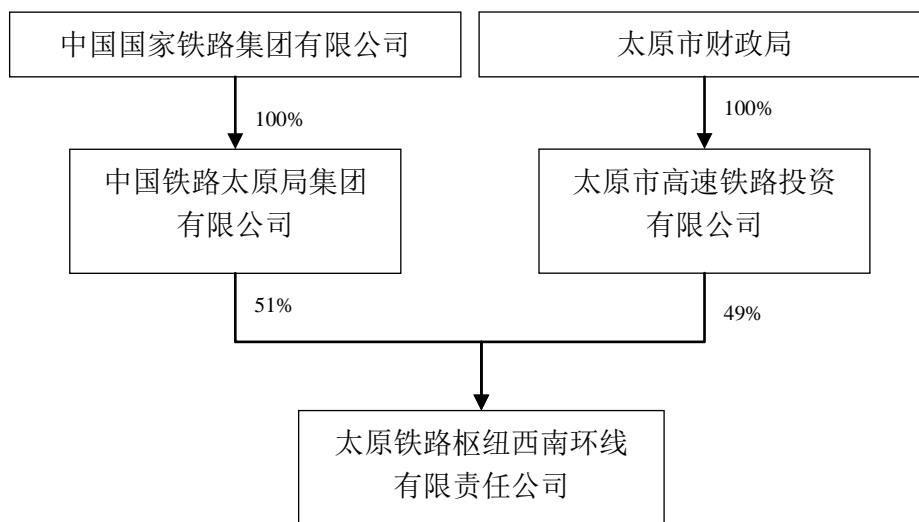 中国国家铁路集团有限公司
太原市财政局
100%
100%
中国铁路太原局集团
有限公司
太原市高速铁路投资
有限公司
51%
49%
太原铁路枢纽西南环线
有限责任公司